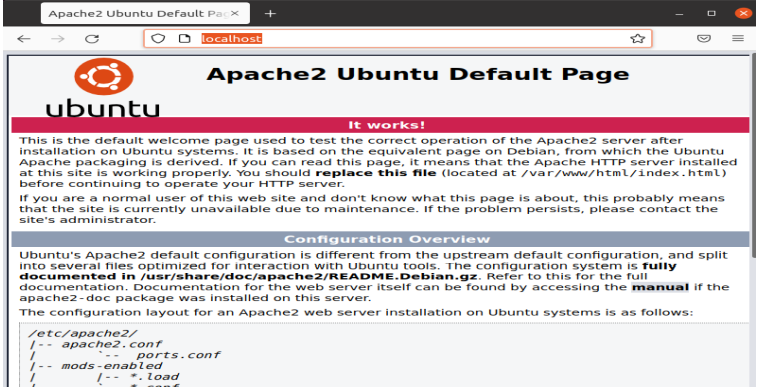 Apache2 Ubuntu Default Pag
localhost
ubuntu
Apache2 Ubuntu Default Page
It works!
This is the default welcome page used to test the correct operation of the Apache2 server after
installation on Ubuntu systems. It is based on the equivalent page on Debian, from which the Ubuntu
Apache packaging is derived. If you can read this page, it means that the Apache HTTP server installed
at this site is working properly. You should replace this file (located at /var/www/html/index.html)
before continuing to operate your HTTP server.
If you are a normal user of this web site and don't know what this page is about, this probably means
that the site is currently unavailable due to maintenance. If the problem persists, please contact the
site's administrator.
Configuration Overview
Ubuntu's Apache2 default configuration is different from the upstream default configuration, and split
into several files optimized for interaction with Ubuntu tools. The configuration system is fully
documented in /usr/share/doc/apache2/README.Debian.gz. Refer to this for the full
documentation. Documentation for the web server itself can be found by accessing the manual if the
apache2-doc package was installed on this server.
The configuration layout for an Apache2 web server installation on Ubuntu systems is as follows:
/etc/apache2/
|-- apache2.conf
|       `--  ports.conf
|-- mods-enabled
|       |-- *.load
|       `-- *.conf